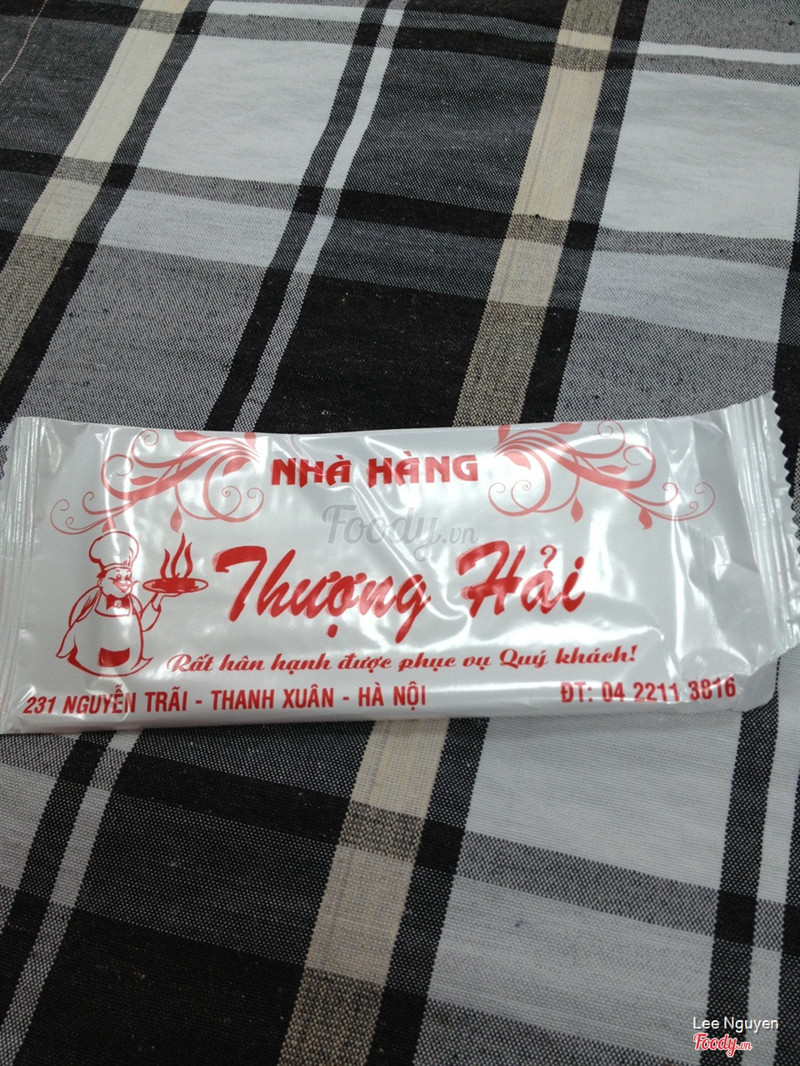 NHÀ HÀNG
Foody.vn
Thượng Hải
Rất hân hạnh được phục vụ Quý khách!
231 NGUYỄN TRÃI - THANH XUÂN - HÀ NỘI ĐT: 04 2211 3816
Lee Nguyen
Foody.vn